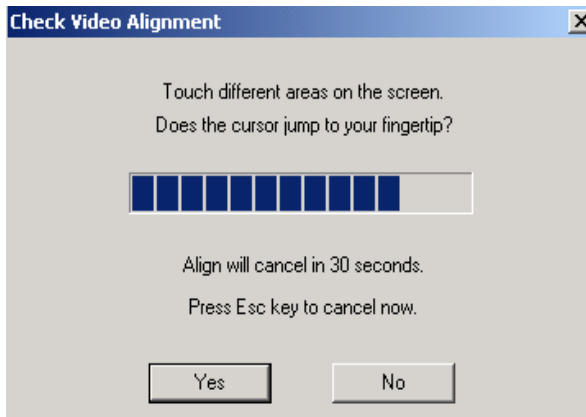 Check Video Alignment
Touch different areas on the screen.
Does the cursor jump to your fingertip?
Align will cancel in 30 seconds.
Press Esc key to cancel now.
Yes
No